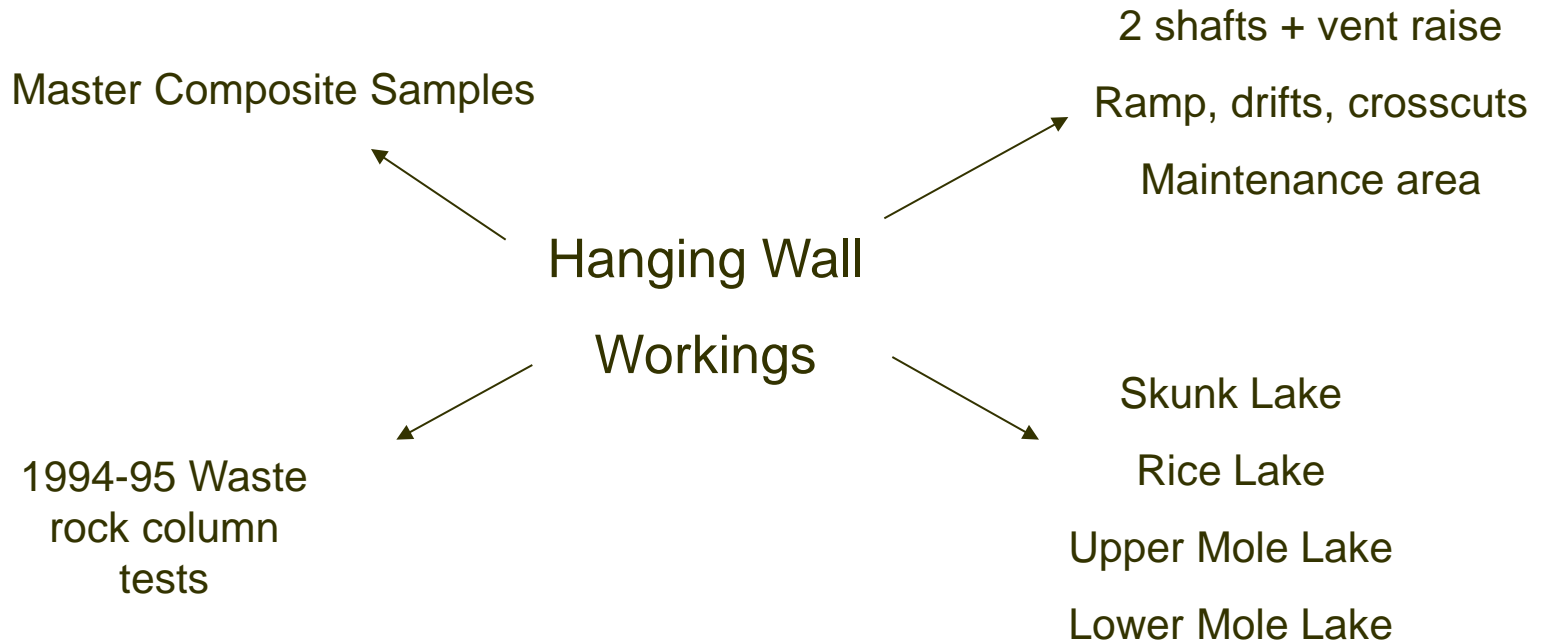 Master Composite Samples
2 shafts + vent raise
Ramp, drifts, crosscuts
Maintenance area
Hanging Wall
Workings
1994-95 Waste
rock column
tests
Skunk Lake
Rice Lake
Upper Mole Lake
Lower Mole Lake